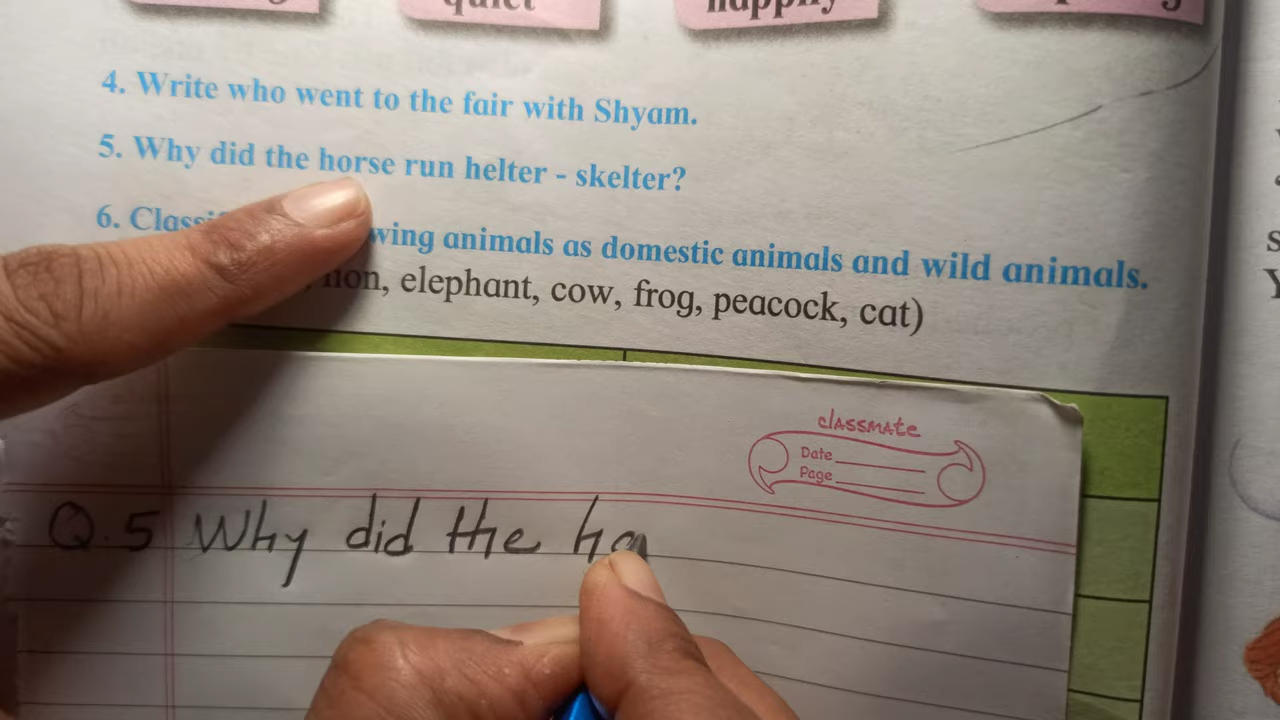 quiet
happily
4. Write who went to the fair with Shyam.
5. Why did the horse run helter - skelter?
6. animals as domestic animals and wild animals.
lion, elephant, cow, frog, peacock, cat)
classmate
Date
Page
Q.5 Why did the ho